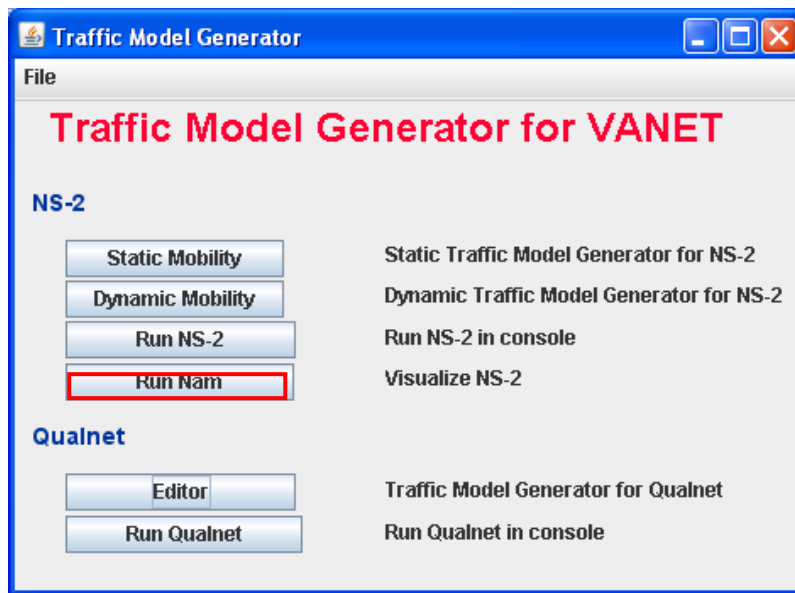 Traffic Model Generator
File
Traffic Model Generator for VANET
NS-2
Static Mobility Static Traffic Model Generator for NS-2
Dynamic Mobility Dynamic Traffic Model Generator for NS-2
Run NS-2 Run NS-2 in console
Run Nam Visualize NS-2
Qualnet
Editor Traffic Model Generator for Qualnet
Run Qualnet Run Qualnet in console